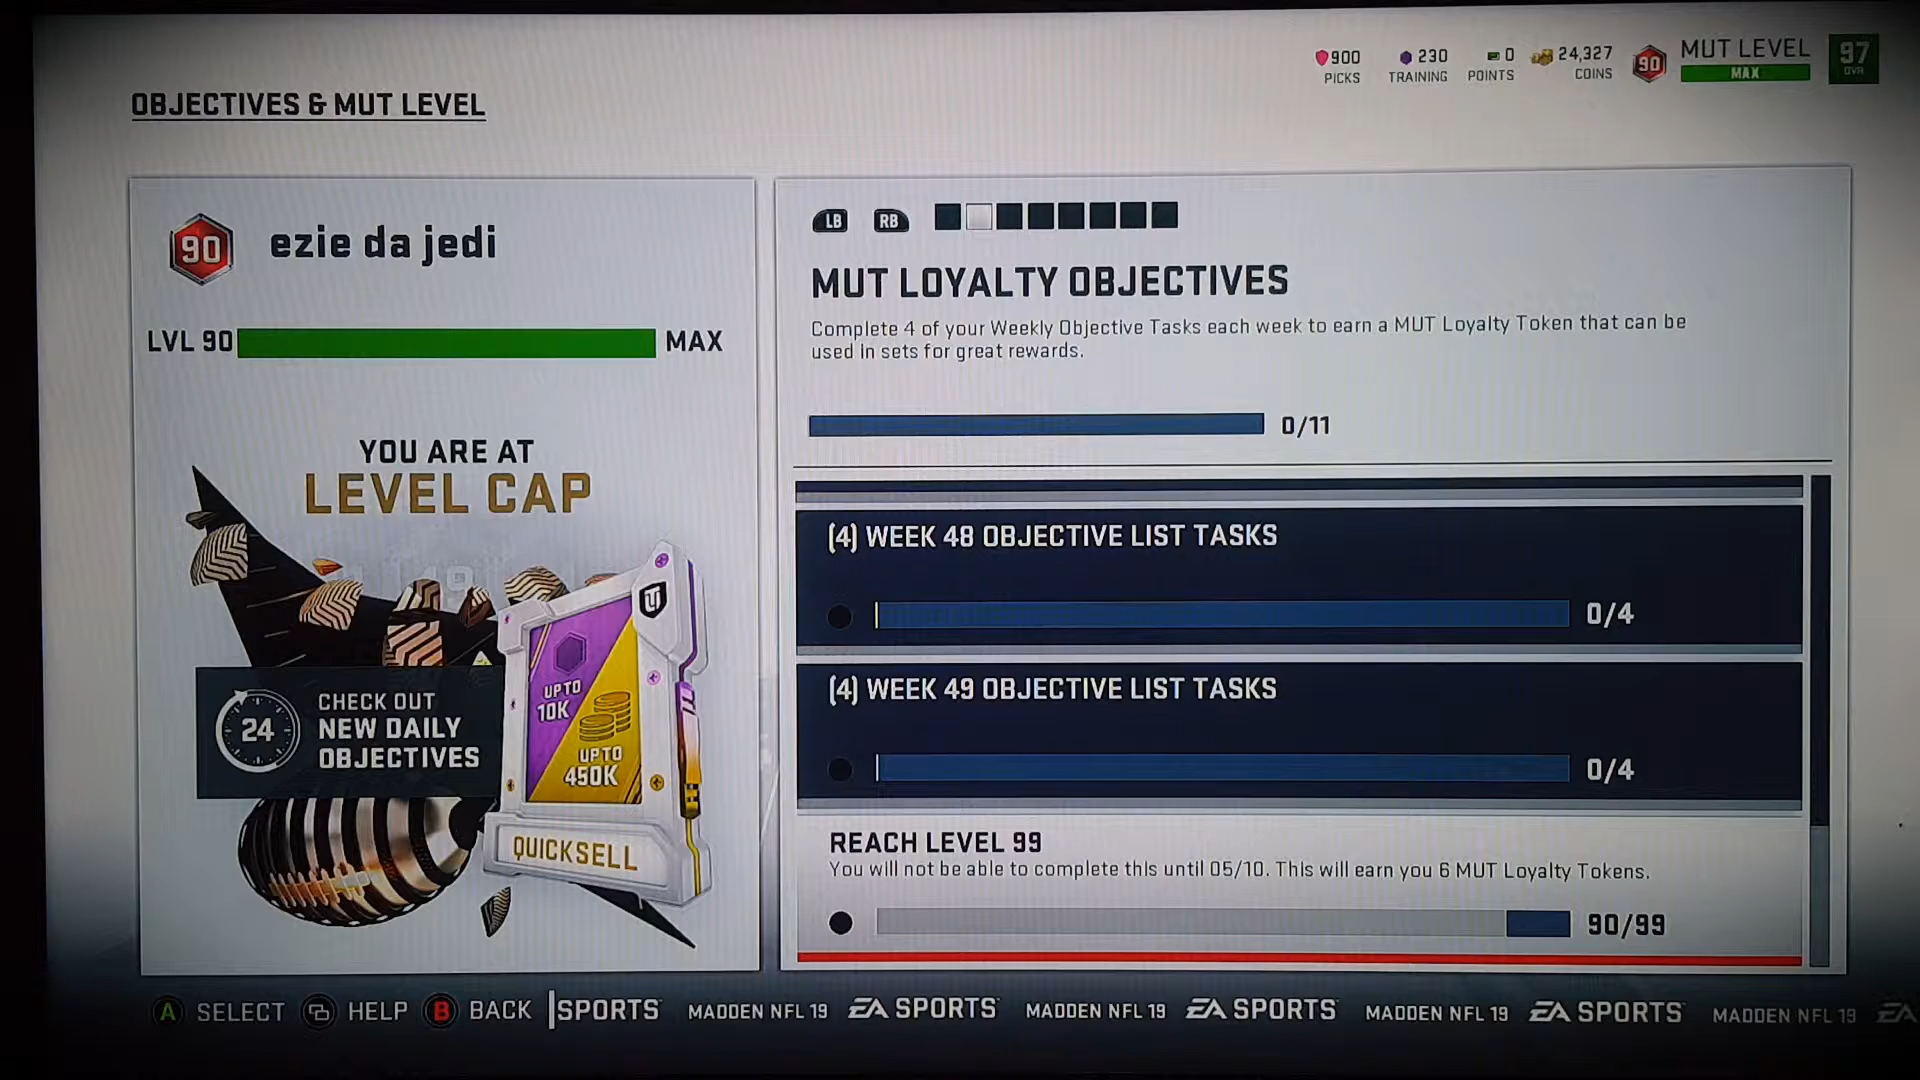 900
PICKS
230
TRAINING
0
POINTS
24,327
COINS
90
MUT LEVEL
MAX
97
OVR
OBJECTIVES & MUT LEVEL
90
ezie da jedi
LVL 90
MAX
YOU ARE AT
LEVEL CAP
24
CHECK OUT
NEW DAILY
OBJECTIVES
UP TO
10K
UP TO
450K
QUICKSELL
LB
RB
MUT LOYALTY OBJECTIVES
Complete 4 of your Weekly Objective Tasks each week to earn a MUT Loyalty Token that can be
used in sets for great rewards.
0/11
(4) WEEK 48 OBJECTIVE LIST TASKS
0/4
(4) WEEK 49 OBJECTIVE LIST TASKS
0/4
REACH LEVEL 99
You will not be able to complete this until 05/10. This will earn you 6 MUT Loyalty Tokens.
90/99
A SELECT HELP B BACK SPORTS MADDEN NFL 19 EA SPORTS MADDEN NFL 19 EA SPORTS MADDEN NFL 19 EA SPORTS MADDEN NFL 19 EA